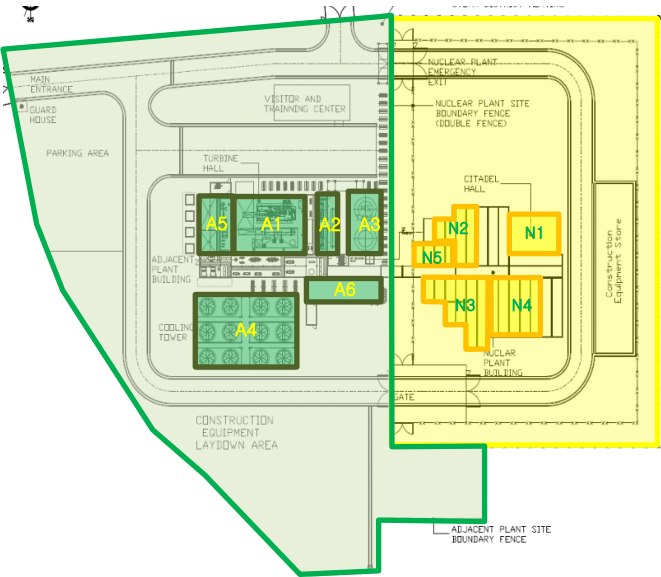 NUCLEAR PLANT
EMERGENCY
EXIT
MAIN
ENTRANCE
GUARD
HOUSE
VISITOR AND
TRAINNING CENTER
NUCLEAR PLANT SITE
BOUNDARY FENCE
(DOUBLE FENCE)
PARKING AREA
TURBINE
HALL
CITADEL
HALL
A5
A1
A2
A3
N2
N1
N5
ADJACENT
PLANT
BUILDING
A6
N3
N4
Construction
Equipment Store
A4
COOLING
TOWER
NUCLAR
PLANT
BUILDING
GATE
CONSTRUCTION
EQUIPMENT
LAYDOWN AREA
ADJACENT PLANT SITE
BOUNDARY FENCE